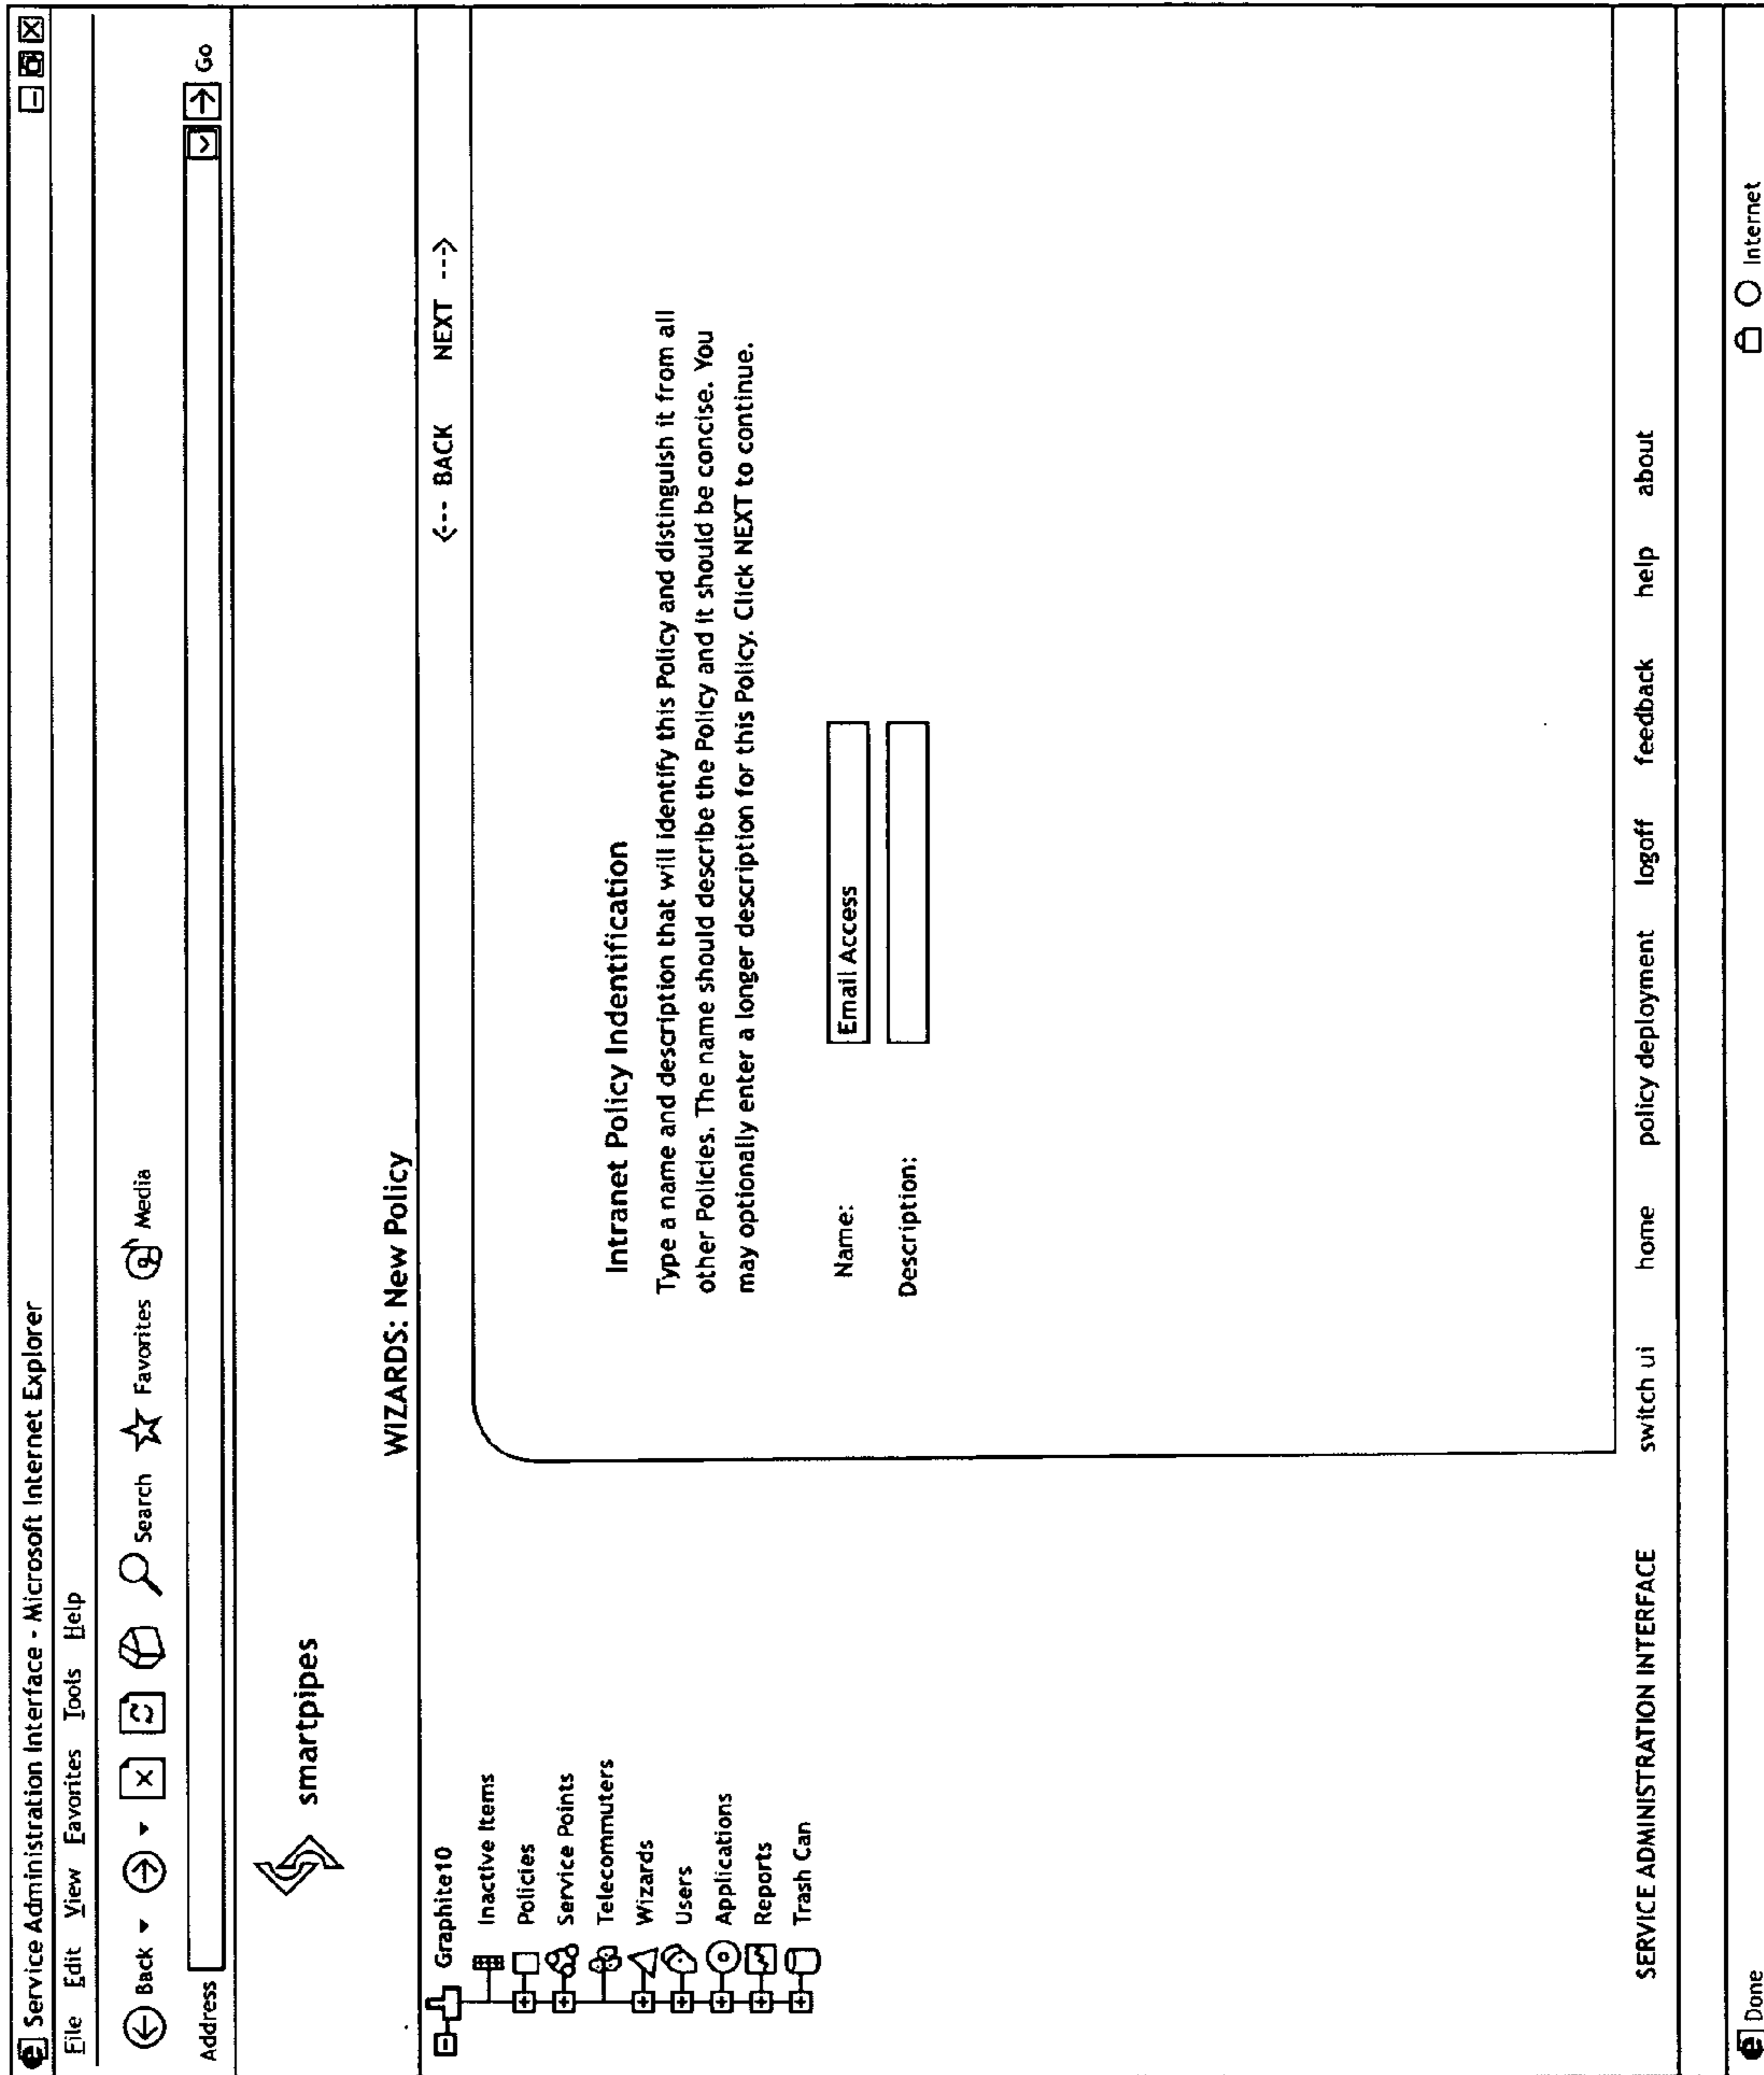 Service Administration Interface - Microsoft Internet Explorer
File Edit View Favorites Tools Help
Back Search Favorites Media
Address Go
smartpipes
WIZARDS: New Policy
<--- BACK NEXT --->
Graphite10
Inactive Items
Policies
Service Points
Telecommuters
Wizards
Users
Applications
Reports
Trash Can
Intranet Policy Indentification
Type a name and description that will identify this Policy and distinguish it from all
other Policies. The name should describe the Policy and it should be concise. You
may optionally enter a longer description for this Policy. Click NEXT to continue.
Name: Email Access
Description:
SERVICE ADMINISTRATION INTERFACE switch ui home policy deployment logoff feedback help about
Done Internet